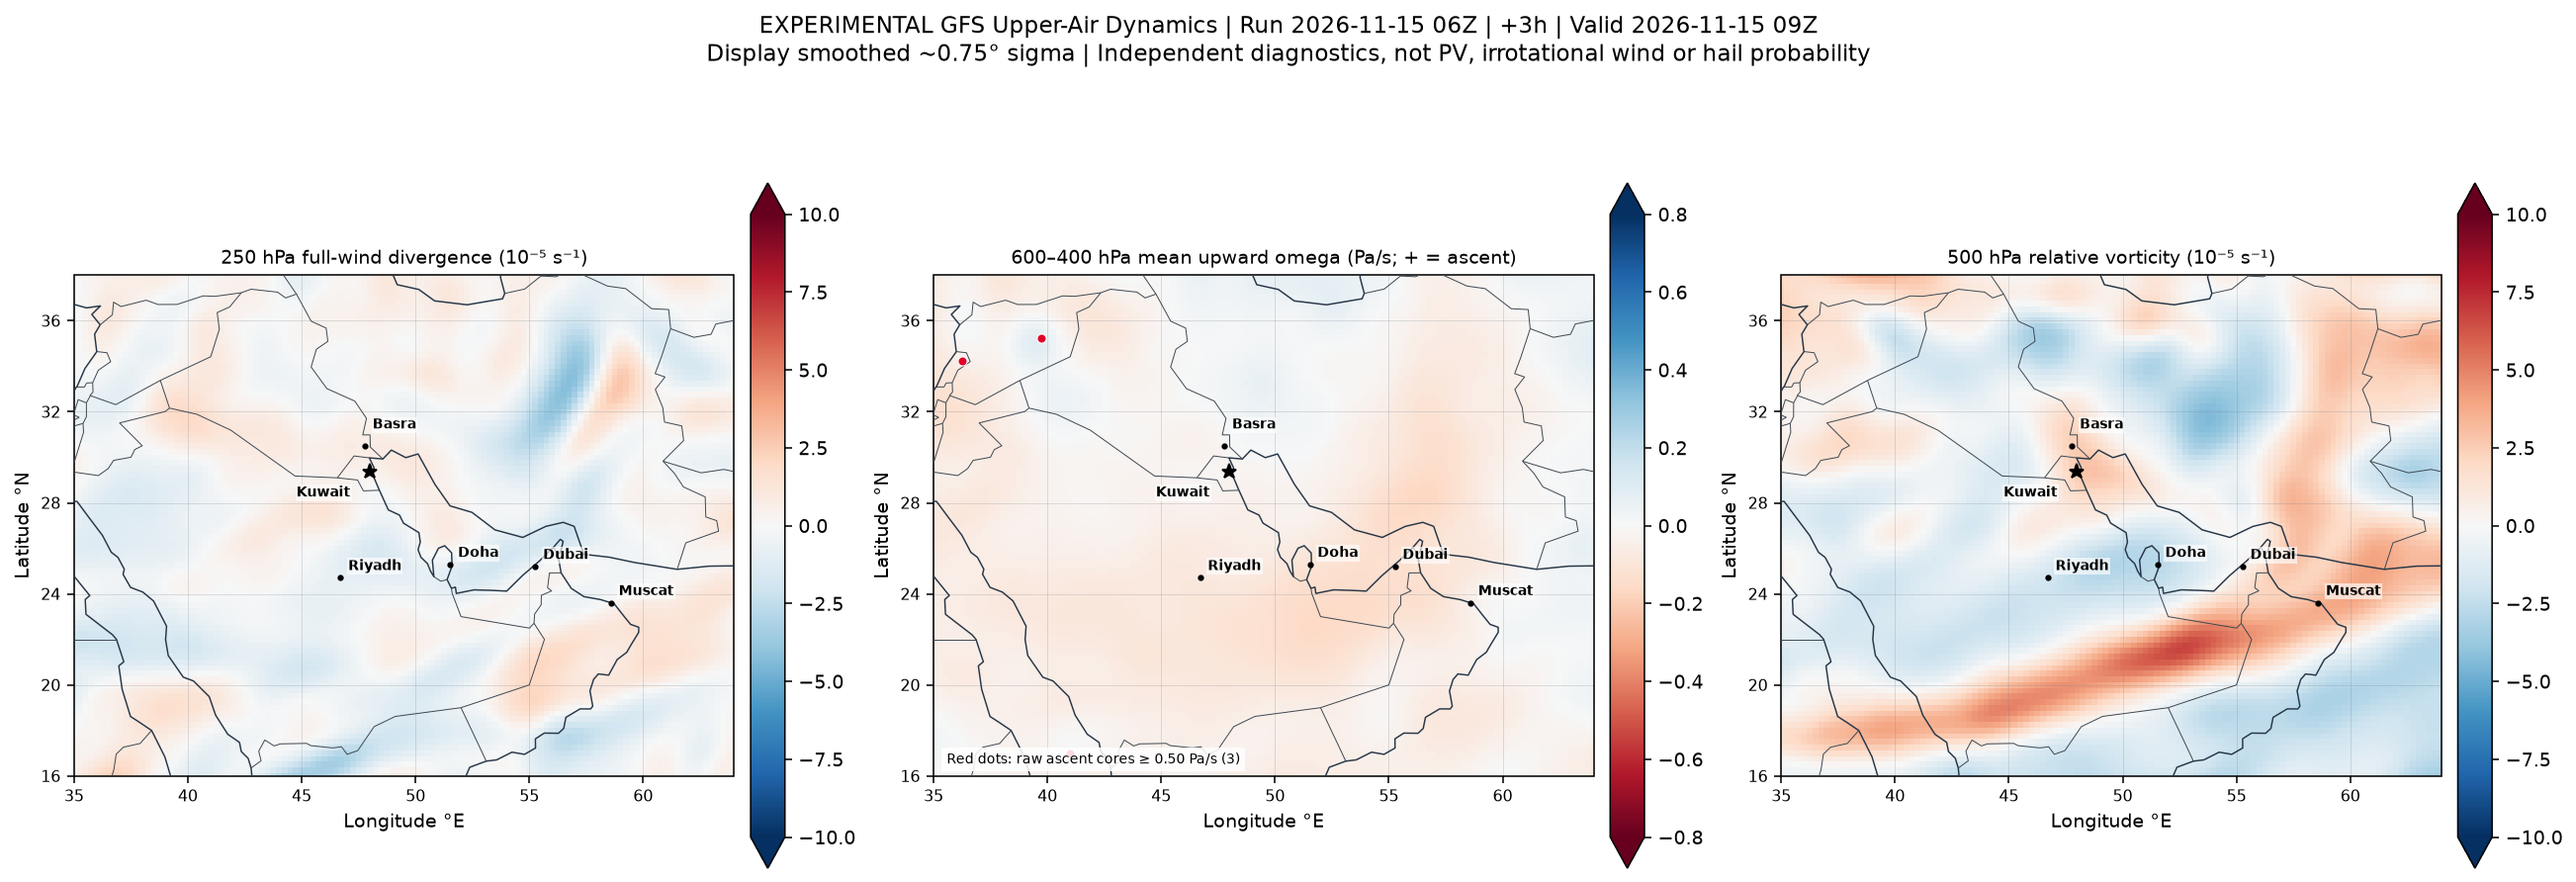 EXPERIMENTAL GFS Upper-Air Dynamics | Run 2026-11-15 06Z | +3h | Valid 2026-11-15 09Z
Display smoothed ~0.75° sigma | Independent diagnostics, not PV, irrotational wind or hail probability
250 hPa full-wind divergence (10⁻⁵ s⁻¹)
Latitude °N
36
32
28
24
20
16
Basra
Kuwait
Riyadh
Doha
Dubai
Muscat
35
40
45
50
55
60
Longitude °E
10.0
7.5
5.0
2.5
0.0
−2.5
−5.0
−7.5
−10.0
600–400 hPa mean upward omega (Pa/s; + = ascent)
Latitude °N
36
32
28
24
20
16
Basra
Kuwait
Riyadh
Doha
Dubai
Muscat
Red dots: raw ascent cores ≥ 0.50 Pa/s (3)
35
40
45
50
55
60
Longitude °E
0.8
0.6
0.4
0.2
0.0
−0.2
−0.4
−0.6
−0.8
500 hPa relative vorticity (10⁻⁵ s⁻¹)
Latitude °N
36
32
28
24
20
16
Basra
Kuwait
Riyadh
Doha
Dubai
Muscat
35
40
45
50
55
60
Longitude °E
10.0
7.5
5.0
2.5
0.0
−2.5
−5.0
−7.5
−10.0